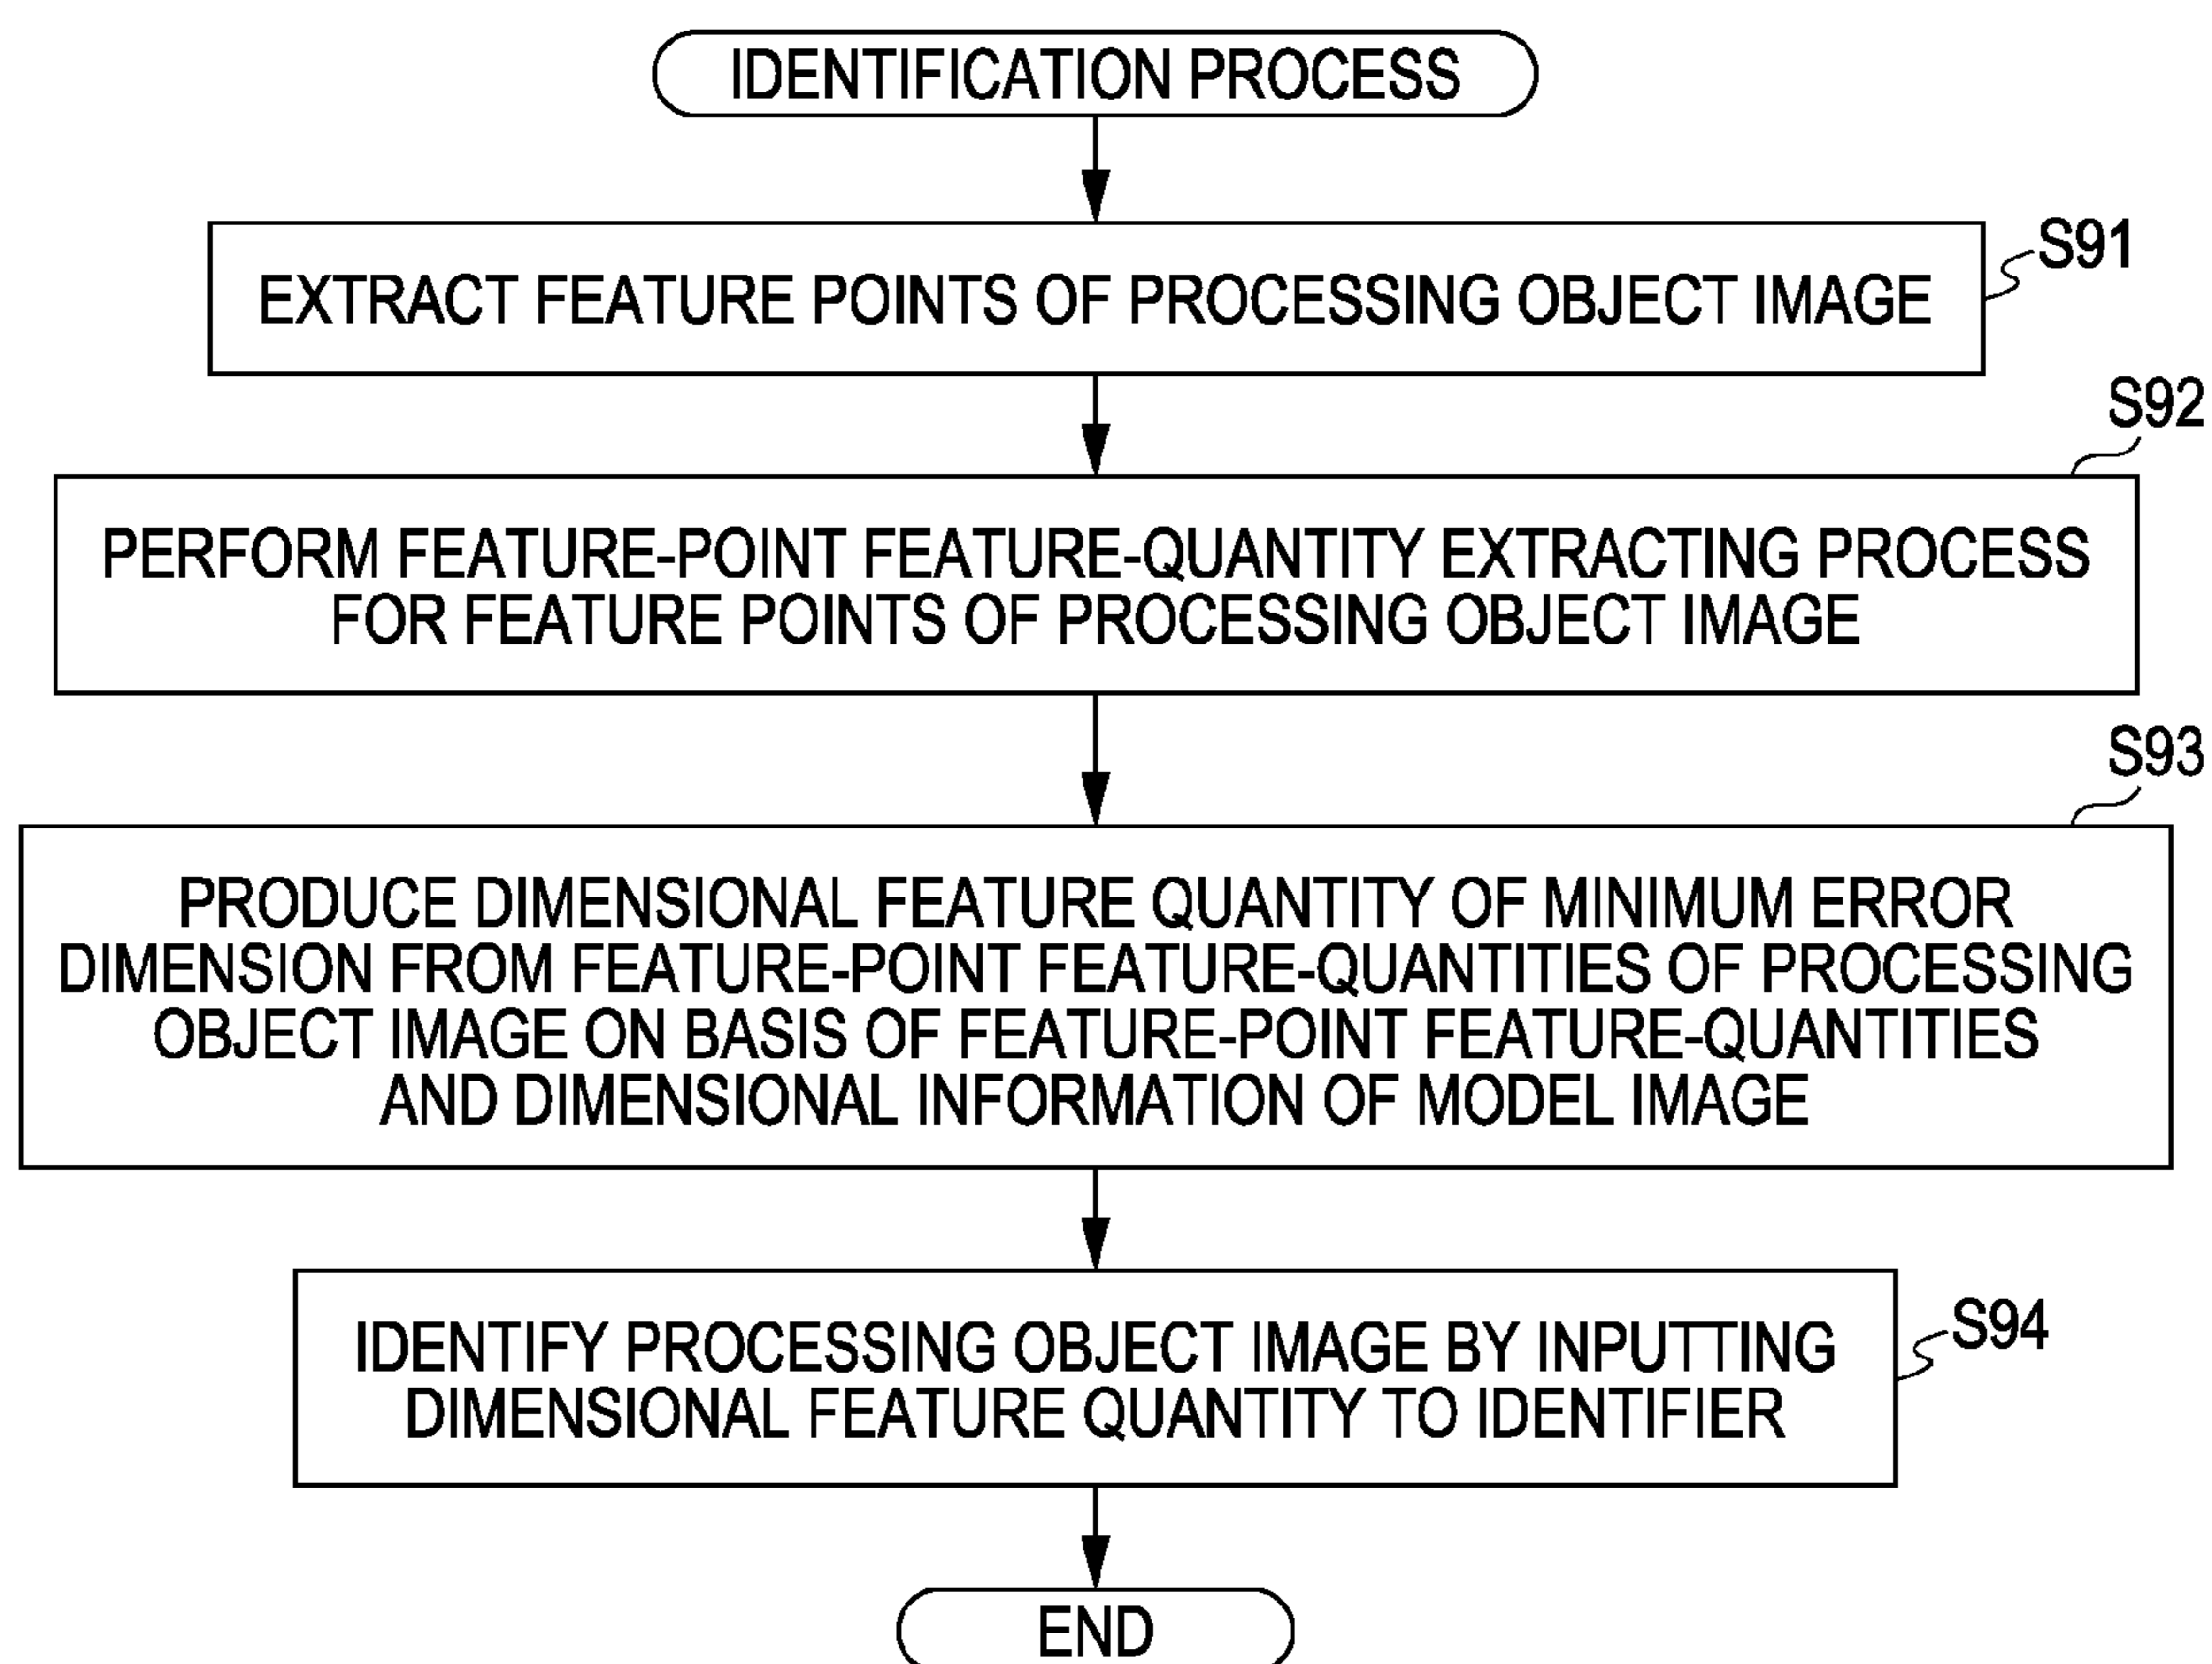 IDENTIFICATION PROCESS
EXTRACT FEATURE POINTS OF PROCESSING OBJECT IMAGE
S91
S92
PERFORM FEATURE-POINT FEATURE-QUANTITY EXTRACTING PROCESS
FOR FEATURE POINTS OF PROCESSING OBJECT IMAGE
S93
PRODUCE DIMENSIONAL FEATURE QUANTITY OF MINIMUM ERROR
DIMENSION FROM FEATURE-POINT FEATURE-QUANTITIES OF PROCESSING
OBJECT IMAGE ON BASIS OF FEATURE-POINT FEATURE-QUANTITIES
AND DIMENSIONAL INFORMATION OF MODEL IMAGE
IDENTIFY PROCESSING OBJECT IMAGE BY INPUTTING
DIMENSIONAL FEATURE QUANTITY TO IDENTIFIER
S94
END